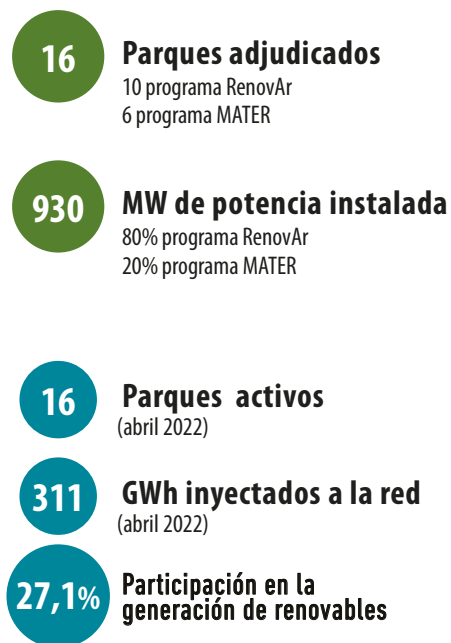 16
Parques adjudicados
10 programa RenovAr
6 programa MATER
930
MW de potencia instalada
80% programa RenovAr
20% programa MATER
16
Parques activos
(abril 2022)
311
GWh inyectados a la red
(abril 2022)
27,1%
Participación en la
generación de renovables